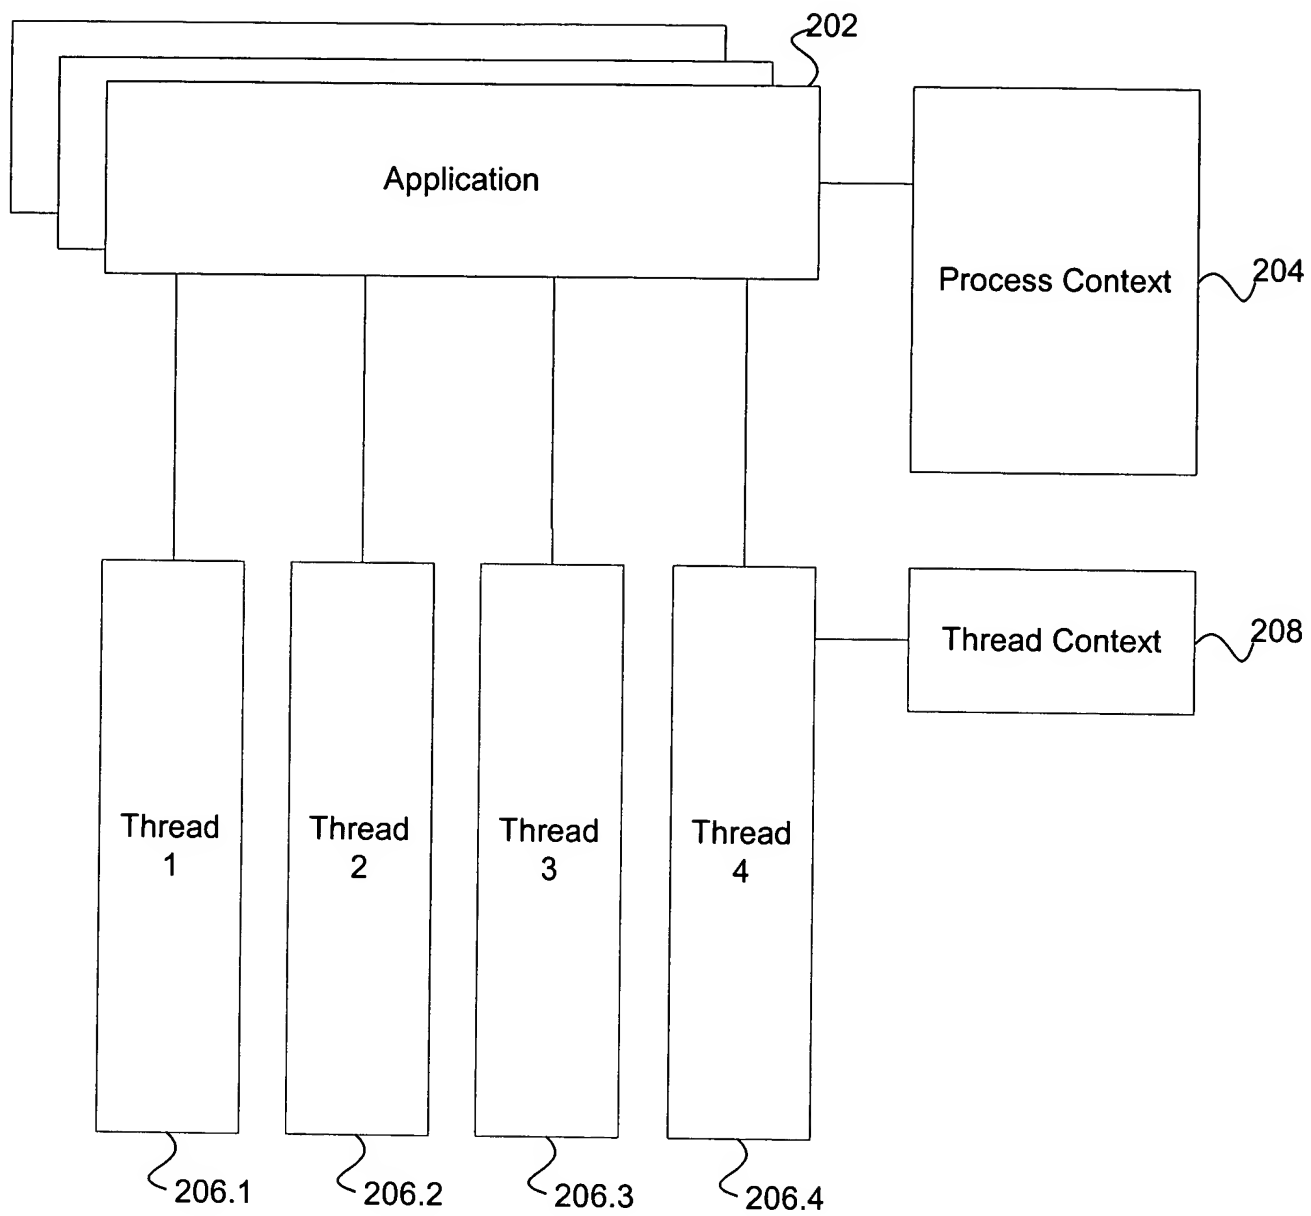 202
Application
Process Context
204
Thread Context
208
Thread
1
Thread
2
Thread
3
Thread
4
206.1
206.2
206.3
206.4